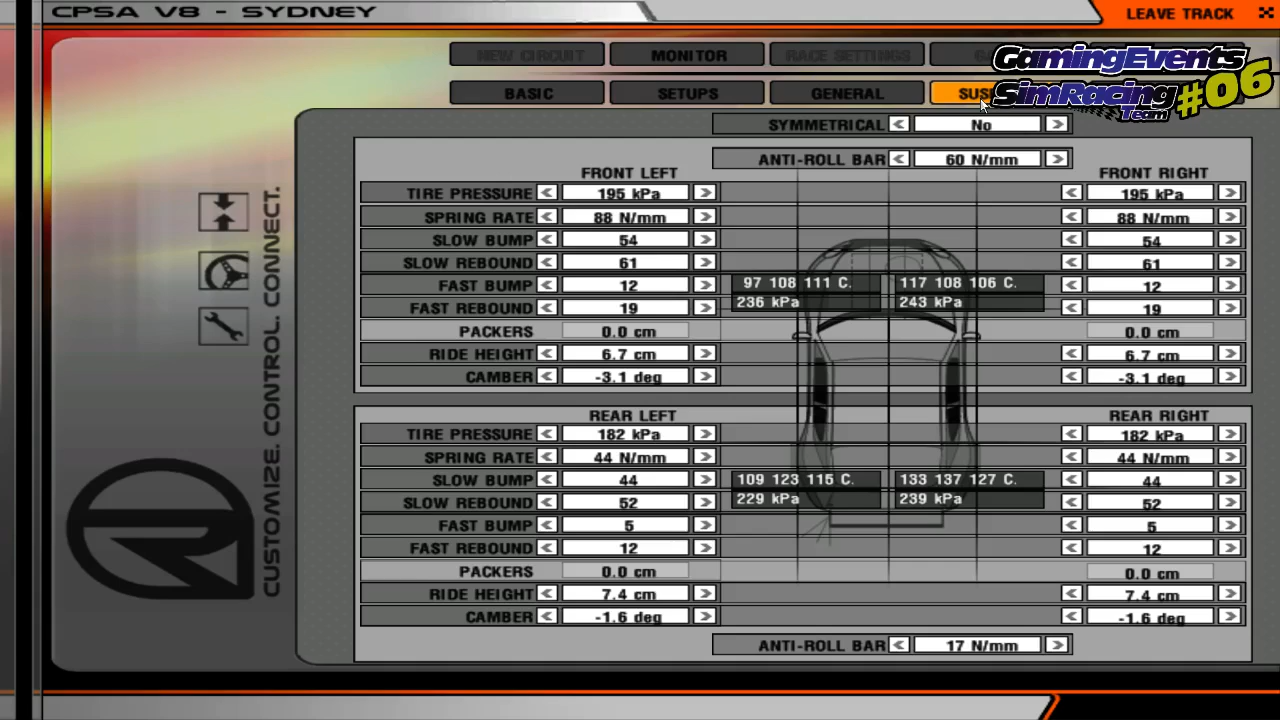 CPSA V8 - SYDNEY
LEAVE TRACK
NEW CIRCUIT MONITOR RACE SETTINGS
BASIC SETUPS GENERAL
GamingEvents
SimRacing
Team
#06
SYMMETRICAL < No >
ANTI-ROLL BAR < 60 N/mm >
FRONT LEFT FRONT RIGHT
TIRE PRESSURE < 195 kPa > < 195 kPa >
SPRING RATE < 88 N/mm > < 88 N/mm >
SLOW BUMP < 54 > < 54 >
SLOW REBOUND < 61 > < 61 >
FAST BUMP < 12 > 97 108 111 C. 117 108 106 C. < 12 >
FAST REBOUND < 19 > 236 kPa 243 kPa < 19 >
PACKERS 0.0 cm 0.0 cm
RIDE HEIGHT < 6.7 cm > < 6.7 cm >
CAMBER < -3.1 deg > < -3.1 deg >
REAR LEFT REAR RIGHT
TIRE PRESSURE < 182 kPa > < 182 kPa >
SPRING RATE < 44 N/mm > < 44 N/mm >
SLOW BUMP < 44 > 109 123 115 C. 133 137 127 C. < 44 >
SLOW REBOUND < 52 > 229 kPa 239 kPa < 52 >
FAST BUMP < 5 > < 5 >
FAST REBOUND < 12 > < 12 >
PACKERS 0.0 cm 0.0 cm
RIDE HEIGHT < 7.4 cm > < 7.4 cm >
CAMBER < -1.6 deg > < -1.6 deg >
ANTI-ROLL BAR < 17 N/mm >
CUSTOMIZE. CONTROL. CONNECT.